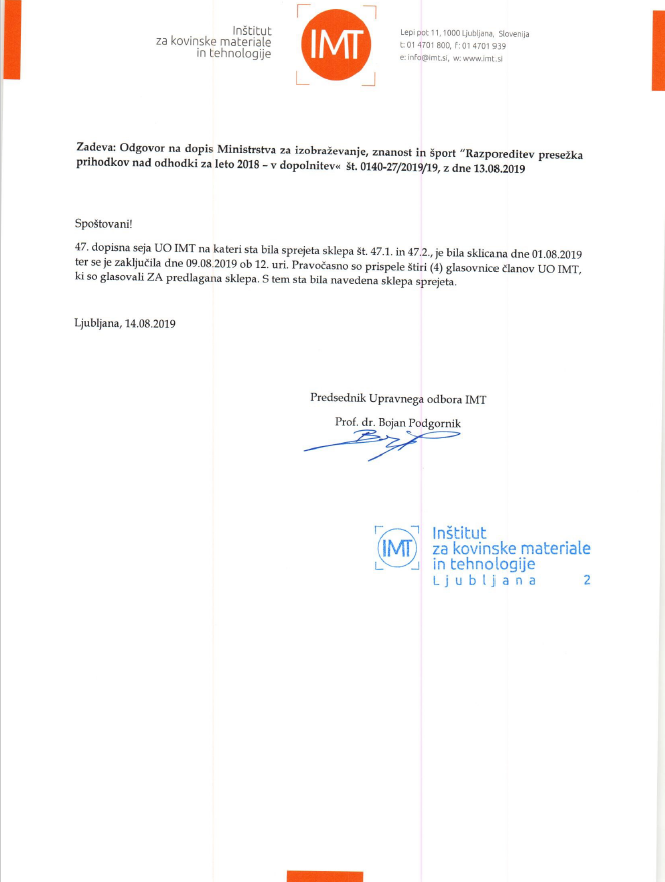 Inštitut
za kovinske materiale
in tehnologije
IMT
Lepi pot 11, 1000 Ljubljana, Slovenija
t: 01 4701 800, f: 01 4701 939
e: info@imt.si, w: www.imt.si
Zadeva: Odgovor na dopis Ministrstva za izobraževanje, znanost in šport "Razporeditev presežka
prihodkov nad odhodki za leto 2018 – v dopolnitev« št. 0140-27/2019/19, z dne 13.08.2019
Spoštovani!
47. dopisna seja UO IMT na kateri sta bila sprejeta sklepa št. 47.1. in 47.2., je bila sklicana dne 01.08.2019
ter se je zaključila dne 09.08.2019 ob 12. uri. Pravočasno so prispele štiri (4) glasovnice članov UO IMT,
ki so glasovali ZA predlagana sklepa. S tem sta bila navedena sklepa sprejeta.
Ljubljana, 14.08.2019
Predsednik Upravnega odbora IMT
Prof. dr. Bojan Podgornik
IMT
Inštitut
za kovinske materiale
in tehnologije
Ljubljana 2